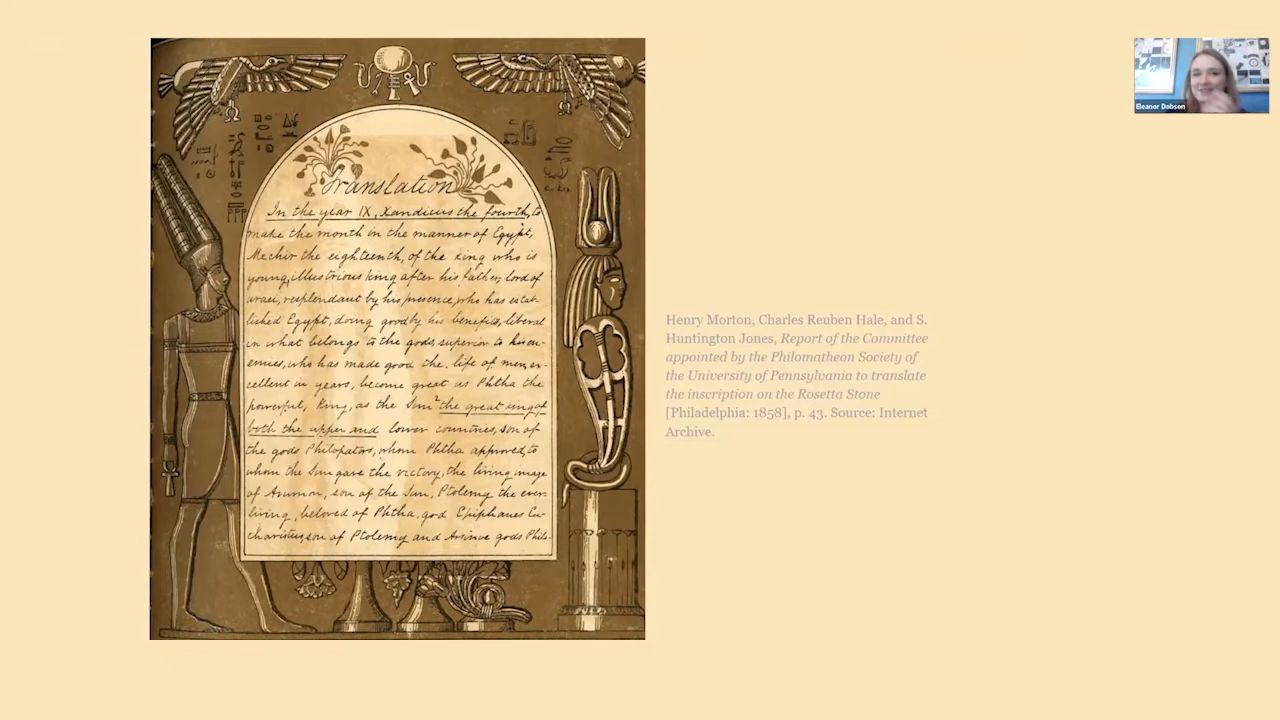 Translation
In the year IX, Xandicus the fourth, to
make the month in the manner of Egypt,
Mechir the eighteenth, of the King who is
young, illustrious king after his father, lord of
uraei, resplendant by his presence, who has estab-
lished Egypt, doing good by his benefits, liberal
in what belongs to the gods, superior to his en-
emies, who has made good the life of men, ex-
cellent in years, become great as Phtha the
powerful, King, as the Sun² the great king of
both the upper and lower countries, son of
the gods Philopators, whom Phtha approved, to
whom the Sun gave the victory, the living image
of Ammon, son of the Sun, Ptolemy the ever-
living, beloved of Phtha, god Epiphanes Eu-
charistus, son of Ptolemy and Arsinoe gods Philo-
Henry Morton, Charles Reuben Hale, and S.
Huntington Jones, Report of the Committee
appointed by the Philomatheon Society of
the University of Pennsylvania to translate
the inscription on the Rosetta Stone
[Philadelphia: 1858], p. 43. Source: Internet
Archive.
Eleanor Dobson